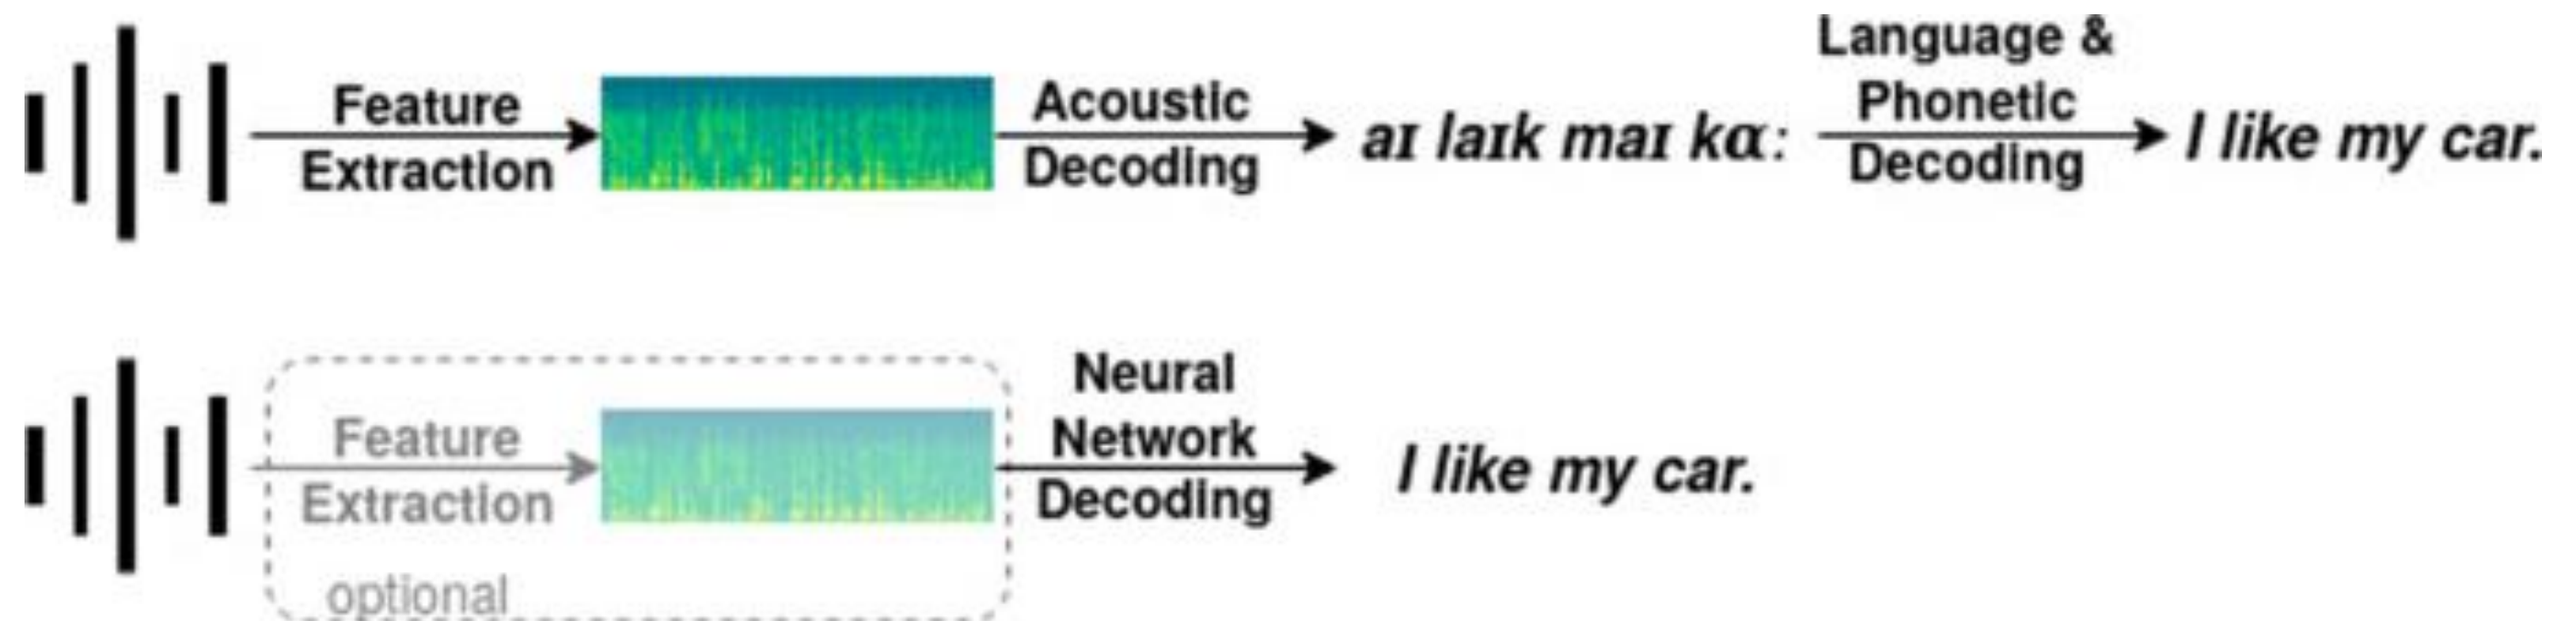 Feature
Extraction
Acoustic
Decoding
aɪ laɪk maɪ kɑ:
Language &
Phonetic
Decoding
I like my car.
Feature
Extraction
optional
Neural
Network
Decoding
I like my car.